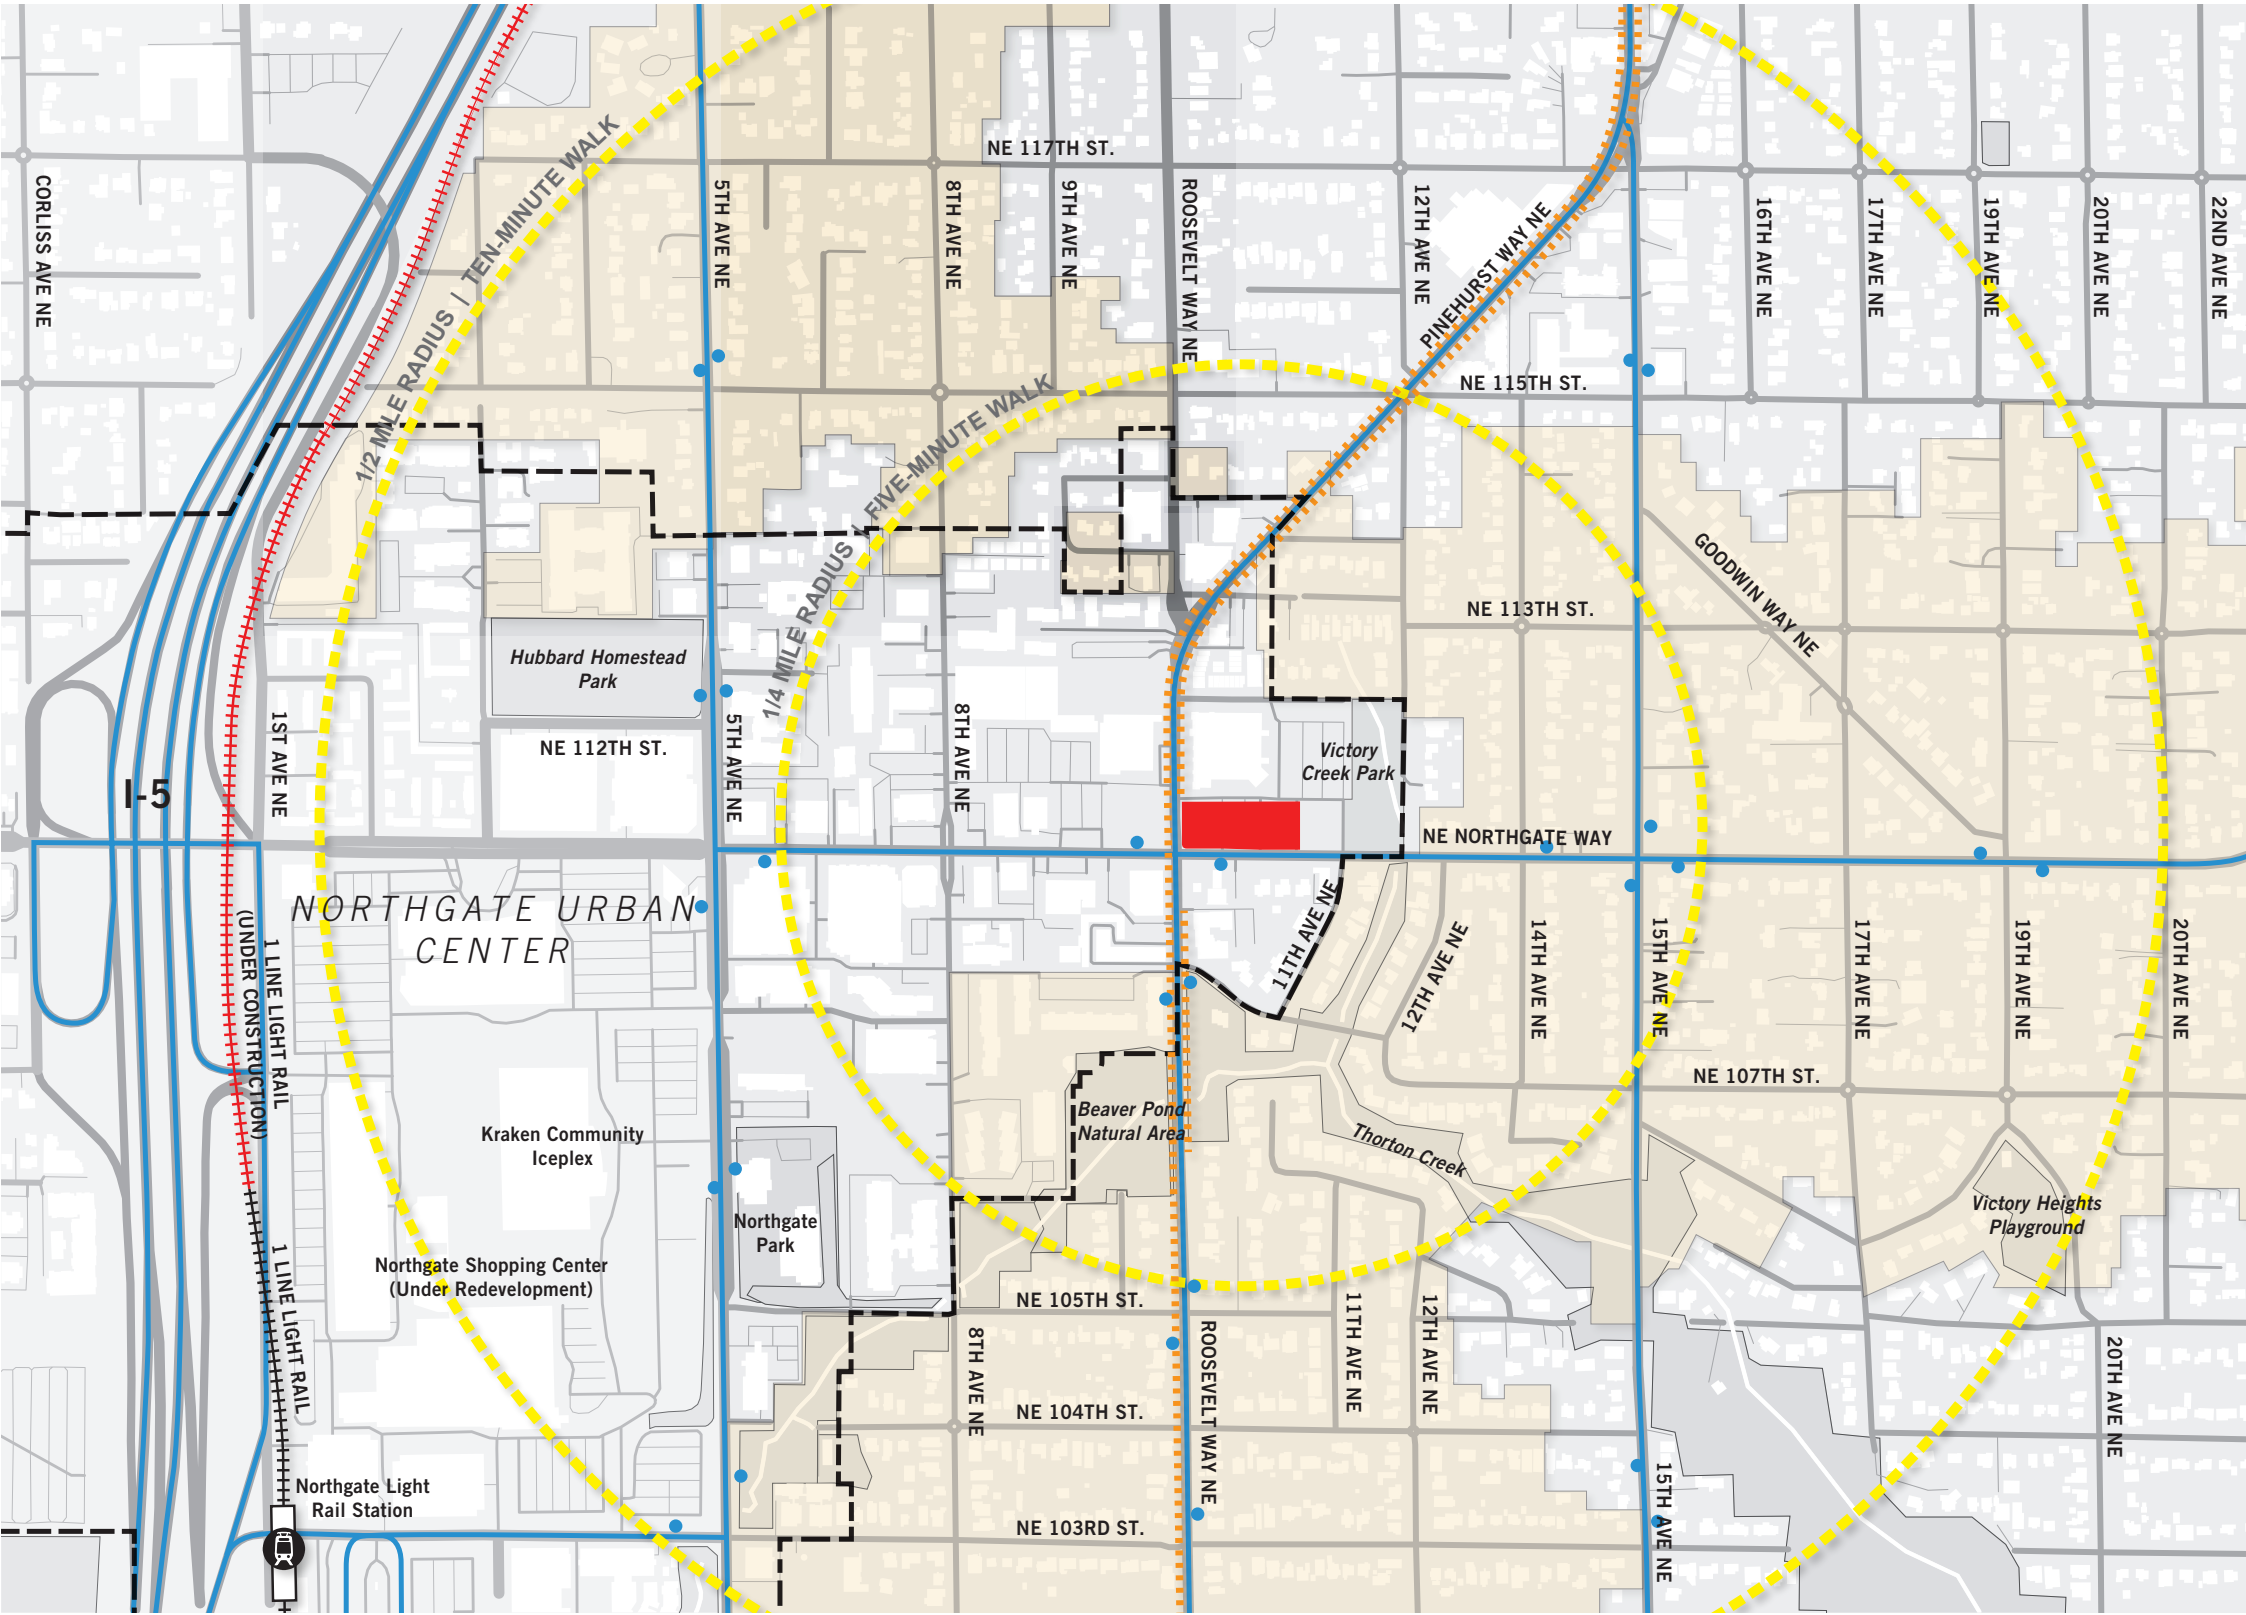 NE 117TH ST.
CORLISS AVE NE
1/2 MILE RADIUS | TEN-MINUTE WALK
5TH AVE NE
8TH AVE NE
9TH AVE NE
ROOSEVELT WAY NE
12TH AVE NE
PINEHURST WAY NE
16TH AVE NE
17TH AVE NE
19TH AVE NE
20TH AVE NE
22ND AVE NE
NE 115TH ST.
1/4 MILE RADIUS | FIVE-MINUTE WALK
GOODWIN WAY NE
NE 113TH ST.
Hubbard Homestead
Park
1ST AVE NE
NE 112TH ST.
5TH AVE NE
8TH AVE NE
Victory
Creek Park
I-5
NE NORTHGATE WAY
NORTHGATE URBAN
CENTER
11TH AVE NE
12TH AVE NE
14TH AVE NE
15TH AVE NE
17TH AVE NE
19TH AVE NE
20TH AVE NE
1 LINE LIGHT RAIL
(UNDER CONSTRUCTION)
NE 107TH ST.
Beaver Pond
Natural Area
Thorton Creek
Kraken Community
Iceplex
Northgate
Park
Victory Heights
Playground
Northgate Shopping Center
(Under Redevelopment)
1 LINE LIGHT RAIL
NE 105TH ST.
8TH AVE NE
ROOSEVELT WAY NE
11TH AVE NE
12TH AVE NE
20TH AVE NE
NE 104TH ST.
15TH AVE NE
Northgate Light
Rail Station
NE 103RD ST.